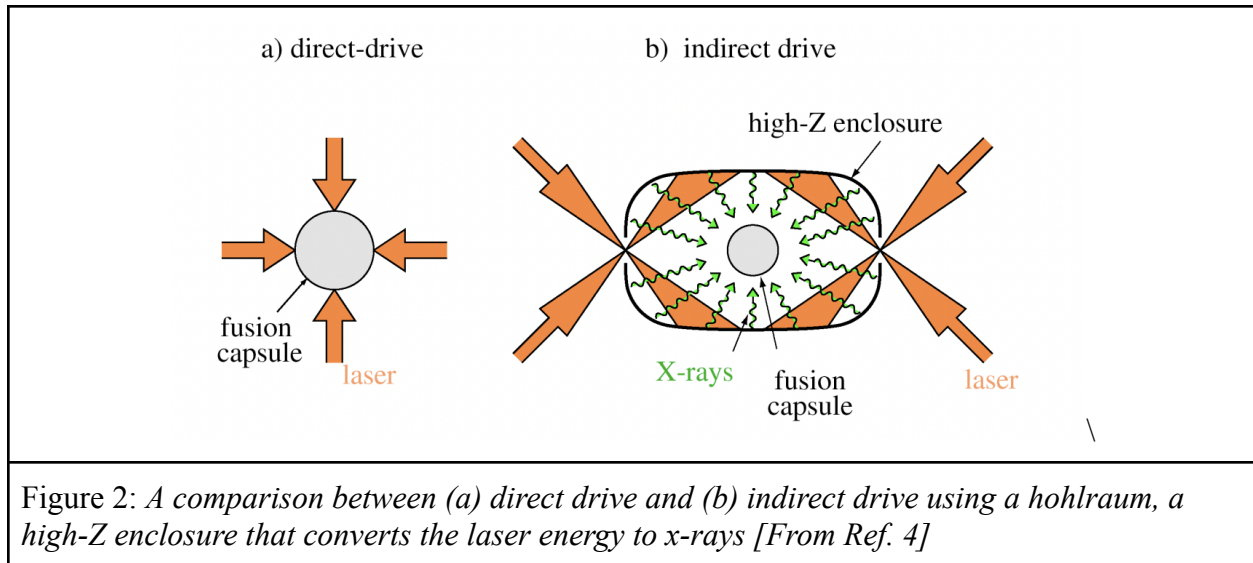 a) direct-drive
b) indirect drive
high-Z enclosure
fusion
capsule
laser
X-rays
fusion
capsule
laser
\
Figure 2: A comparison between (a) direct drive and (b) indirect drive using a hohlraum, a
high-Z enclosure that converts the laser energy to x-rays [From Ref. 4]